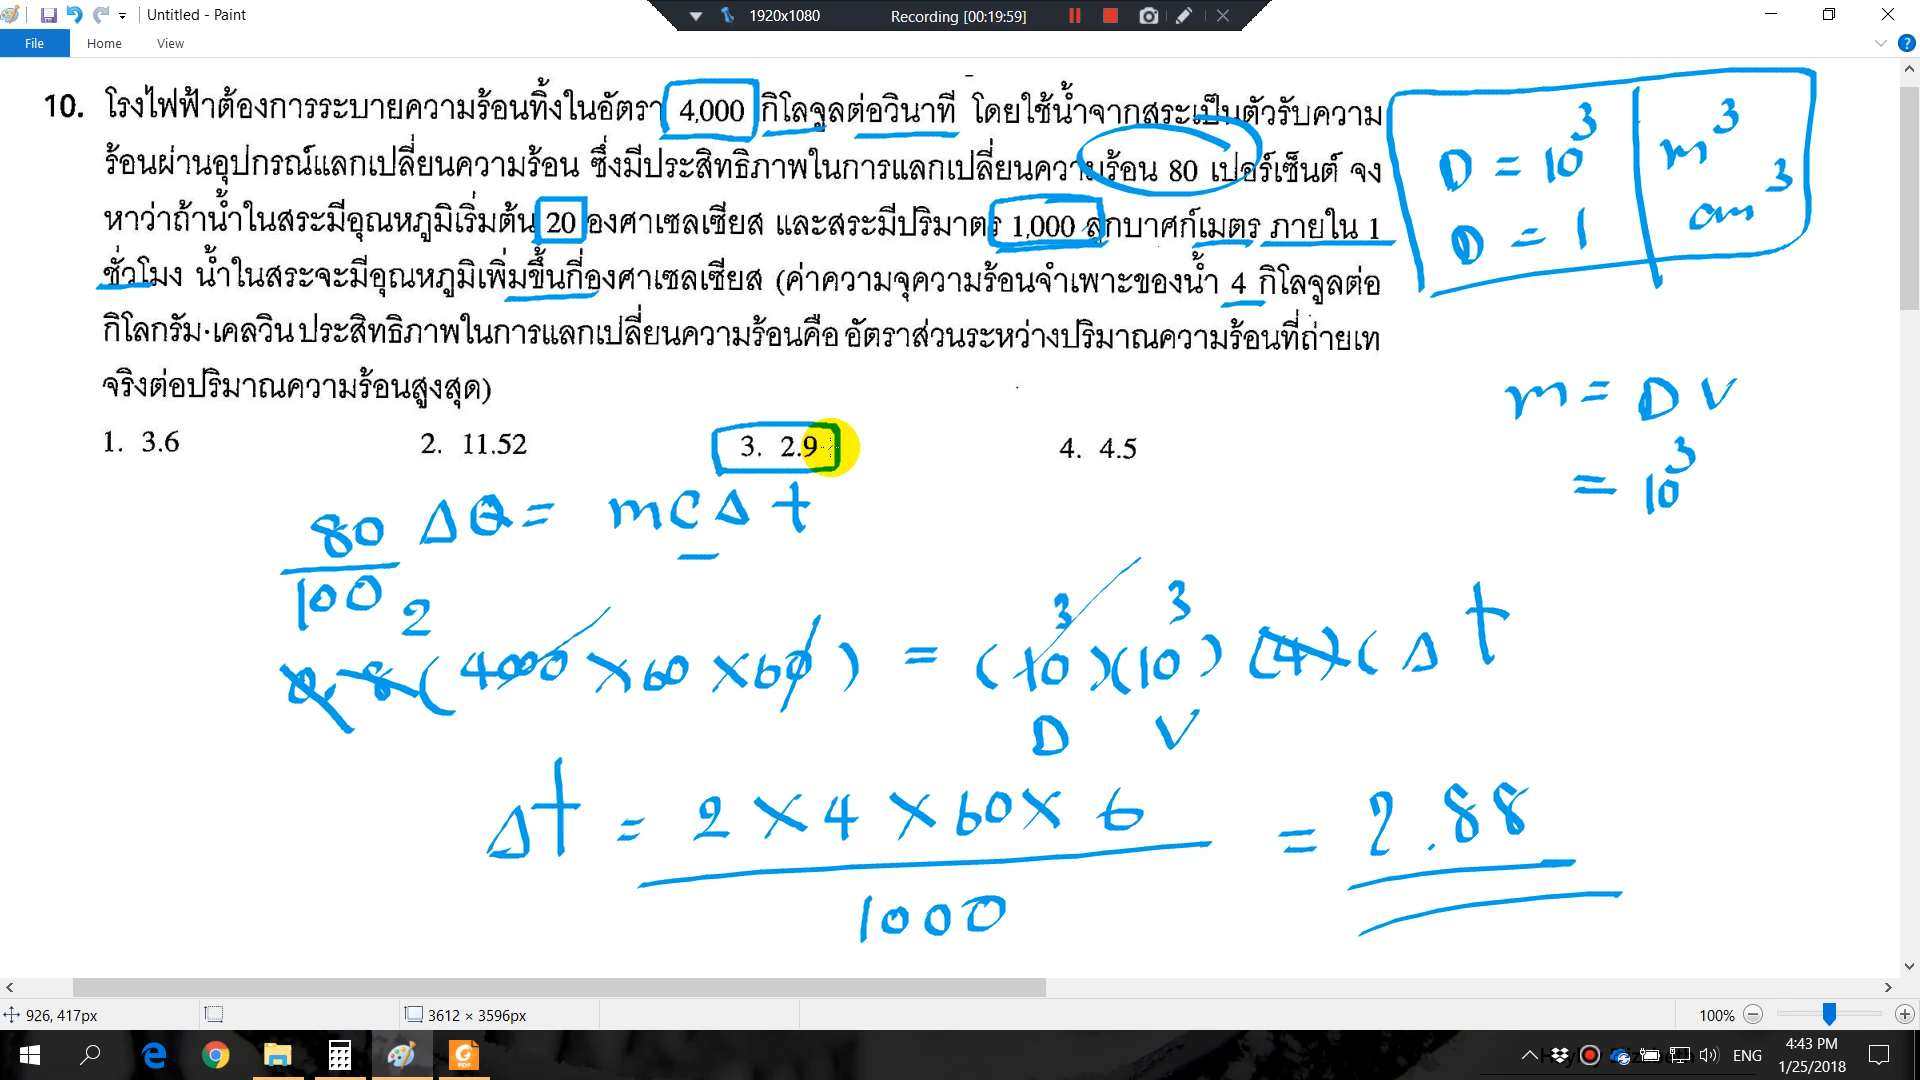 Untitled - Paint
1920x1080
Recording [00:19:59]
File Home View
10. โรงไฟฟ้าต้องการระบายความร้อนทิ้งในอัตรา 4,000 กิโลจูลต่อวินาที โดยใช้น้ำจากสระเป็นตัวรับความ
ร้อนผ่านอุปกรณ์แลกเปลี่ยนความร้อน ซึ่งมีประสิทธิภาพในการแลกเปลี่ยนความร้อน 80 เปอร์เซ็นต์ จง
หาว่าถ้าน้ำในสระมีอุณหภูมิเริ่มต้น 20 องศาเซลเซียส และสระมีปริมาตร 1,000 ลูกบาศก์เมตร ภายใน 1
ชั่วโมง น้ำในสระจะมีอุณหภูมิเพิ่มขึ้นกี่องศาเซลเซียส (ค่าความจุความร้อนจำเพาะของน้ำ 4 กิโลจูลต่อ
กิโลกรัม·เคลวิน ประสิทธิภาพในการแลกเปลี่ยนความร้อนคือ อัตราส่วนระหว่างปริมาณความร้อนที่ถ่ายเท
จริงต่อปริมาณความร้อนสูงสุด)
1. 3.6 2. 11.52 3. 2.9 4. 4.5
D = 10³ m³
D = 1 cm³
m = D V
= 10³
80/100 ΔQ = mcΔt
2
0.8 (4000 × 60 × 60) = (10³)(10³)(4)(Δt
D V
Δt = 2 × 4 × 60 × 6 = 2.88
1000
926, 417px
3612 × 3596px
100%
ENG
4:43 PM
1/25/2018